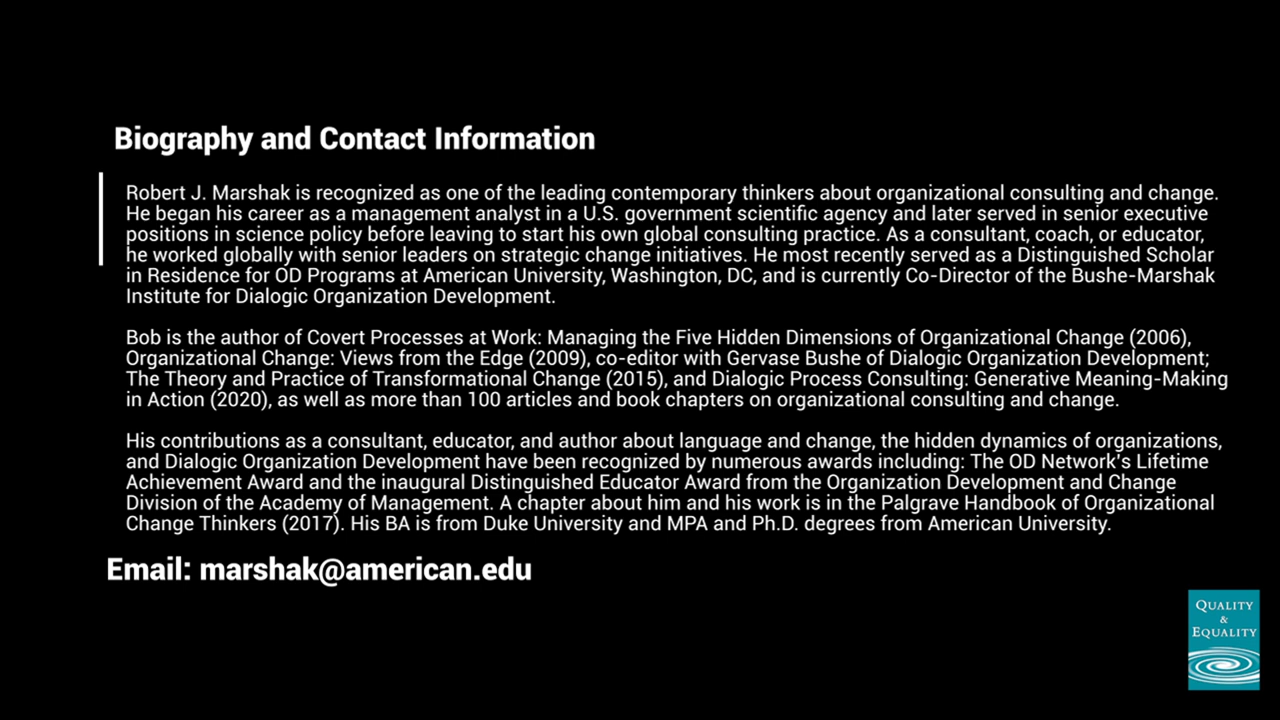 Biography and Contact Information
Robert J. Marshak is recognized as one of the leading contemporary thinkers about organizational consulting and change.
He began his career as a management analyst in a U.S. government scientific agency and later served in senior executive
positions in science policy before leaving to start his own global consulting practice. As a consultant, coach, or educator,
he worked globally with senior leaders on strategic change initiatives. He most recently served as a Distinguished Scholar
in Residence for OD Programs at American University, Washington, DC, and is currently Co-Director of the Bushe-Marshak
Institute for Dialogic Organization Development.
Bob is the author of Covert Processes at Work: Managing the Five Hidden Dimensions of Organizational Change (2006),
Organizational Change: Views from the Edge (2009), co-editor with Gervase Bushe of Dialogic Organization Development;
The Theory and Practice of Transformational Change (2015), and Dialogic Process Consulting: Generative Meaning-Making
in Action (2020), as well as more than 100 articles and book chapters on organizational consulting and change.
His contributions as a consultant, educator, and author about language and change, the hidden dynamics of organizations,
and Dialogic Organization Development have been recognized by numerous awards including: The OD Network's Lifetime
Achievement Award and the inaugural Distinguished Educator Award from the Organization Development and Change
Division of the Academy of Management. A chapter about him and his work is in the Palgrave Handbook of Organizational
Change Thinkers (2017). His BA is from Duke University and MPA and Ph.D. degrees from American University.
Email: marshak@american.edu
QUALITY
&
EQUALITY